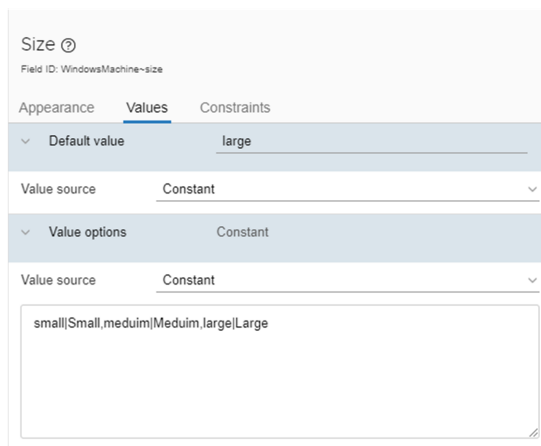 Size ?
Field ID: WindowsMachine~size
Appearance Values Constraints
Default value large
Value source Constant
Value options Constant
Value source Constant
small|Small,meduim|Meduim,large|Large